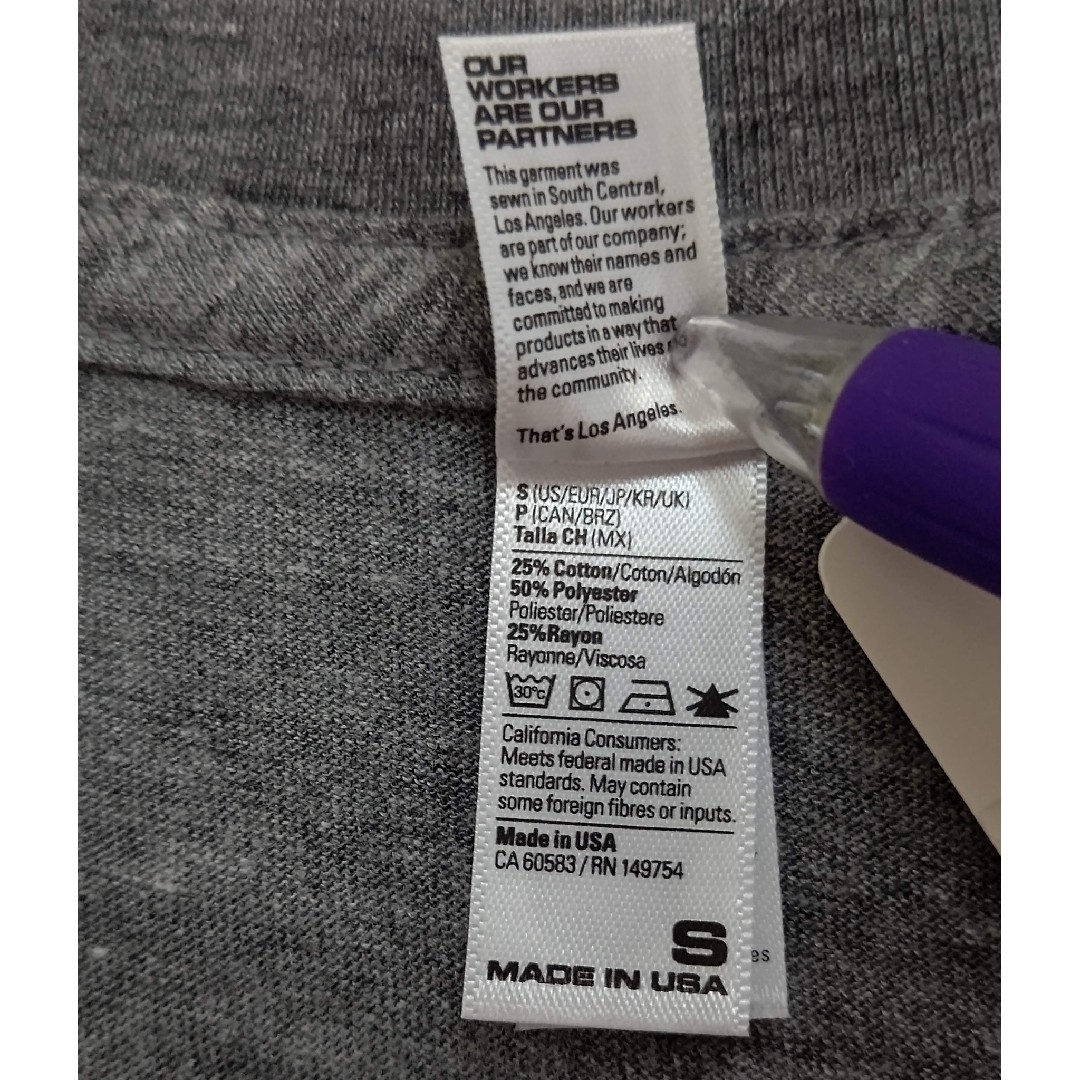 OUR
WORKERS
ARE OUR
PARTNERS
This garment was
sewn in South Central,
Los Angeles. Our workers
are part of our company;
we know their names and
faces, and we are
committed to making
products in a way that
advances their lives
the community.
That's Los Angeles.
S (US/EUR/JP/KR/UK)
P (CAN/BRZ)
Talla CH (MX)
25% Cotton/Coton/Algodón
50% Polyester
Poliester/Poliestere
25%Rayon
Rayonne/Viscosa
30°C
California Consumers:
Meets federal made in USA
standards. May contain
some foreign fibres or inputs.
Made in USA
CA 60583 / RN 149754
S
MADE IN USA
es